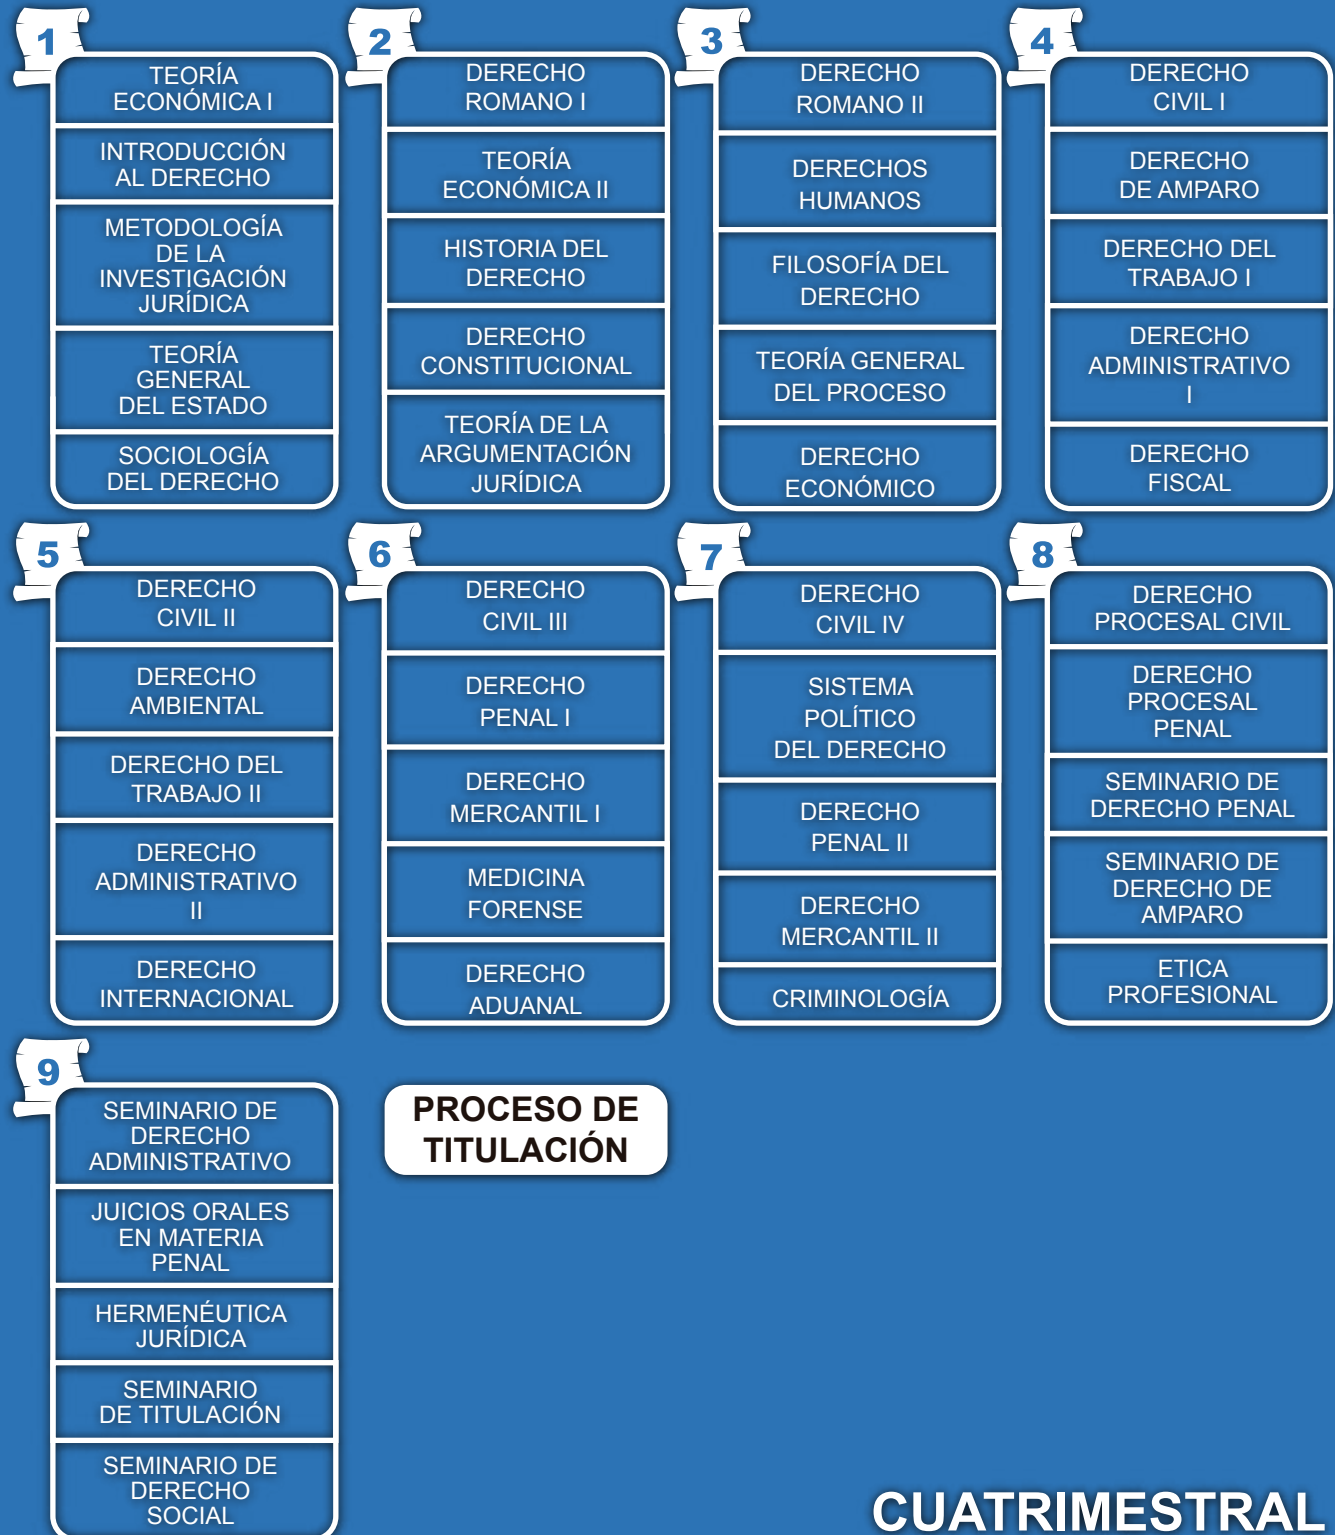 1
TEORÍA
ECONÓMICA I
INTRODUCCIÓN
AL DERECHO
METODOLOGÍA
DE LA
INVESTIGACIÓN
JURÍDICA
TEORÍA
GENERAL
DEL ESTADO
SOCIOLOGÍA
DEL DERECHO
2
DERECHO
ROMANO I
TEORÍA
ECONÓMICA II
HISTORIA DEL
DERECHO
DERECHO
CONSTITUCIONAL
TEORÍA DE LA
ARGUMENTACIÓN
JURÍDICA
3
DERECHO
ROMANO II
DERECHOS
HUMANOS
FILOSOFÍA DEL
DERECHO
TEORÍA GENERAL
DEL PROCESO
DERECHO
ECONÓMICO
4
DERECHO
CIVIL I
DERECHO
DE AMPARO
DERECHO DEL
TRABAJO I
DERECHO
ADMINISTRATIVO
I
DERECHO
FISCAL
5
DERECHO
CIVIL II
DERECHO
AMBIENTAL
DERECHO DEL
TRABAJO II
DERECHO
ADMINISTRATIVO
II
DERECHO
INTERNACIONAL
6
DERECHO
CIVIL III
DERECHO
PENAL I
DERECHO
MERCANTIL I
MEDICINA
FORENSE
DERECHO
ADUANAL
7
DERECHO
CIVIL IV
SISTEMA
POLÍTICO
DEL DERECHO
DERECHO
PENAL II
DERECHO
MERCANTIL II
CRIMINOLOGÍA
8
DERECHO
PROCESAL CIVIL
DERECHO
PROCESAL
PENAL
SEMINARIO DE
DERECHO PENAL
SEMINARIO DE
DERECHO DE
AMPARO
ETICA
PROFESIONAL
9
SEMINARIO DE
DERECHO
ADMINISTRATIVO
JUICIOS ORALES
EN MATERIA
PENAL
HERMENÉUTICA
JURÍDICA
SEMINARIO
DE TITULACIÓN
SEMINARIO DE
DERECHO
SOCIAL
PROCESO DE
TITULACIÓN
CUATRIMESTRAL